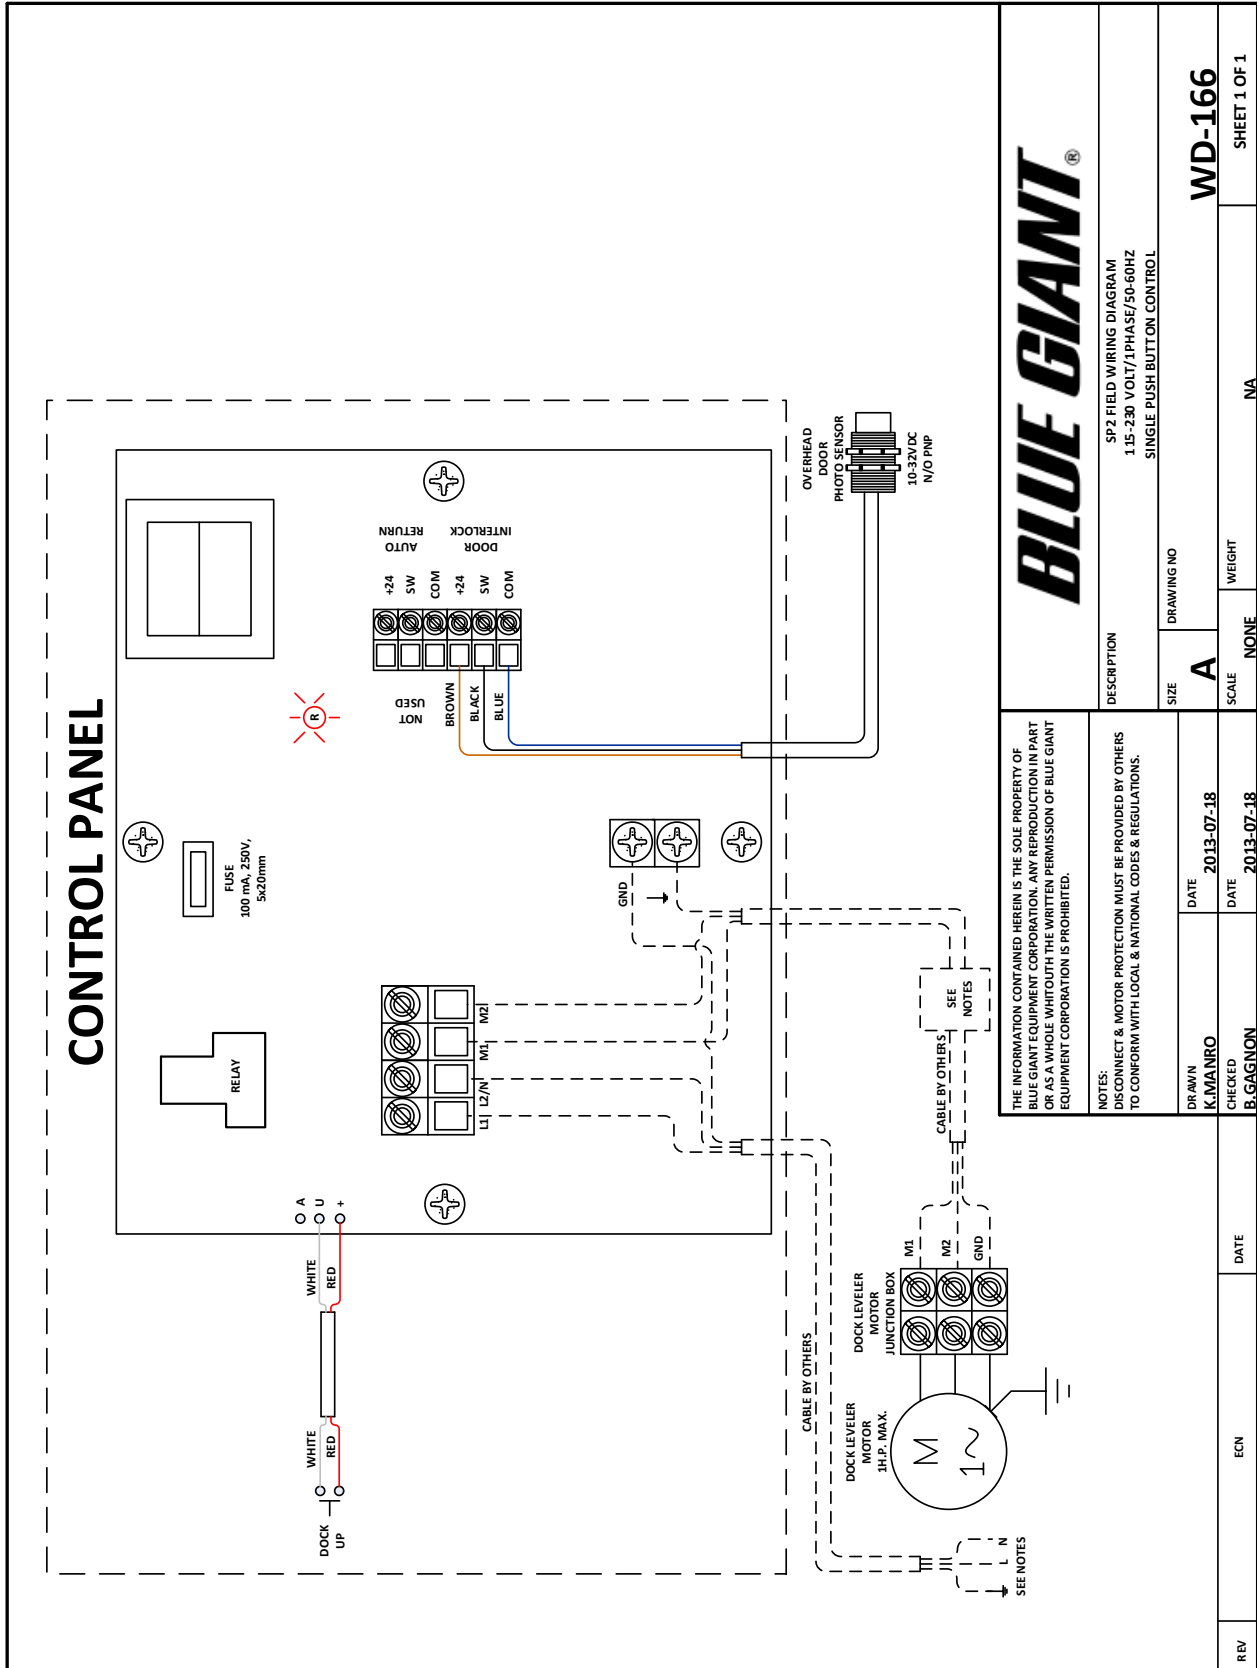 CONTROL PANEL
DOCK
UP
WHITE
RED
WHITE
RED
A
U
+
RELAY
FUSE
100 mA, 250V,
5x20mm
R
L1
L2/N
M1
M2
GND
NOT
USED
BROWN
BLACK
BLUE
+24
SW
COM
+24
SW
COM
AUTO
RETURN
DOOR
INTERLOCK
OVERHEAD
DOOR
PHOTO SENSOR
10-32VDC
N/O PNP
CABLE BY OTHERS
SEE NOTES
L
N
DOCK LEVELER
MOTOR
1H.P. MAX.
M
1~
DOCK LEVELER
MOTOR
JUNCTION BOX
M1
M2
GND
CABLE BY OTHERS
SEE
NOTES
THE INFORMATION CONTAINED HEREIN IS THE SOLE PROPERTY OF
BLUE GIANT EQUIPMENT CORPORATION. ANY REPRODUCTION IN PART
OR AS A WHOLE WHITOUTH THE WRITTEN PERMISSION OF BLUE GIANT
EQUIPMENT CORPORATION IS PROHIBITED.
NOTES:
DISCONNECT & MOTOR PROTECTION MUST BE PROVIDED BY OTHERS
TO CONFORM WITH LOCAL & NATIONAL CODES & REGULATIONS.
BLUE GIANT®
DESCRIPTION
SP2 FIELD WIRING DIAGRAM
115-230 VOLT/1PHASE/50-60HZ
SINGLE PUSH BUTTON CONTROL
DRAWN
K.MANRO
DATE
2013-07-18
SIZE
A
DRAWING NO
WD-166
REV
ECN
DATE
CHECKED
B.GAGNON
DATE
2013-07-18
SCALE
NONE
WEIGHT
NA
SHEET 1 OF 1